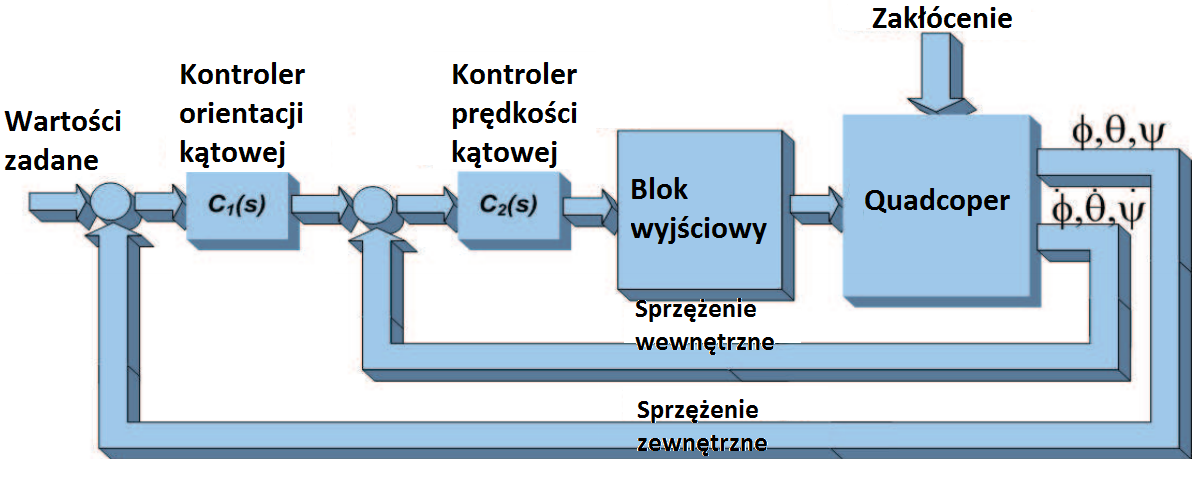 Zakłócenie
Wartości
zadane
Kontroler
orientacji
kątowej
C₁(s)
Kontroler
prędkości
kątowej
C₂(s)
Blok
wyjściowy
Quadcoper
ϕ,θ,ψ
ϕ̇,θ̇,ψ̇
Sprzężenie
wewnętrzne
Sprzężenie
zewnętrzne